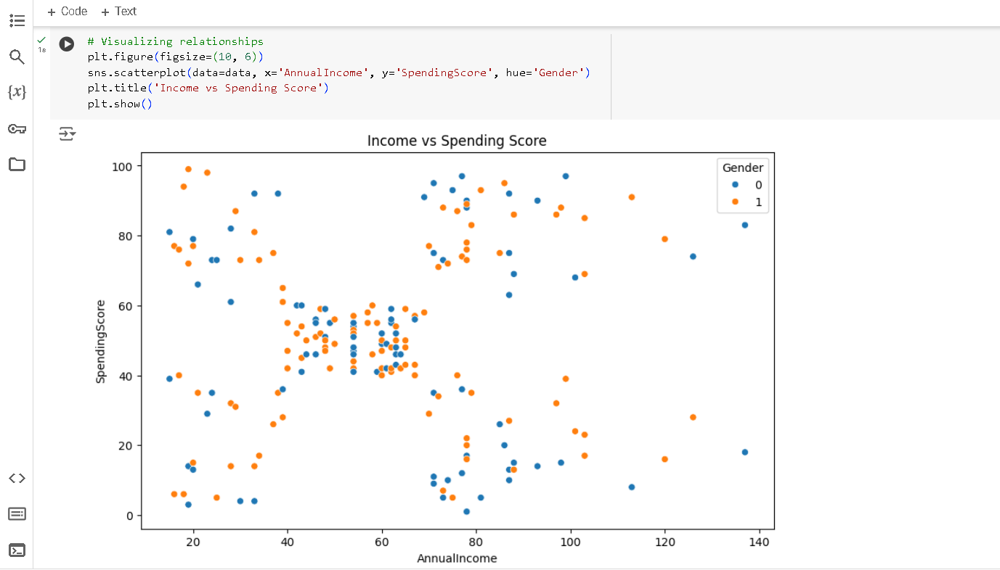 + Code + Text
1s
# Visualizing relationships
plt.figure(figsize=(10, 6))
sns.scatterplot(data=data, x='AnnualIncome', y='SpendingScore', hue='Gender')
plt.title('Income vs Spending Score')
plt.show()
{x}
Income vs Spending Score
Gender
0
1
SpendingScore
100
80
60
40
20
0
20 40 60 80 100 120 140
AnnualIncome